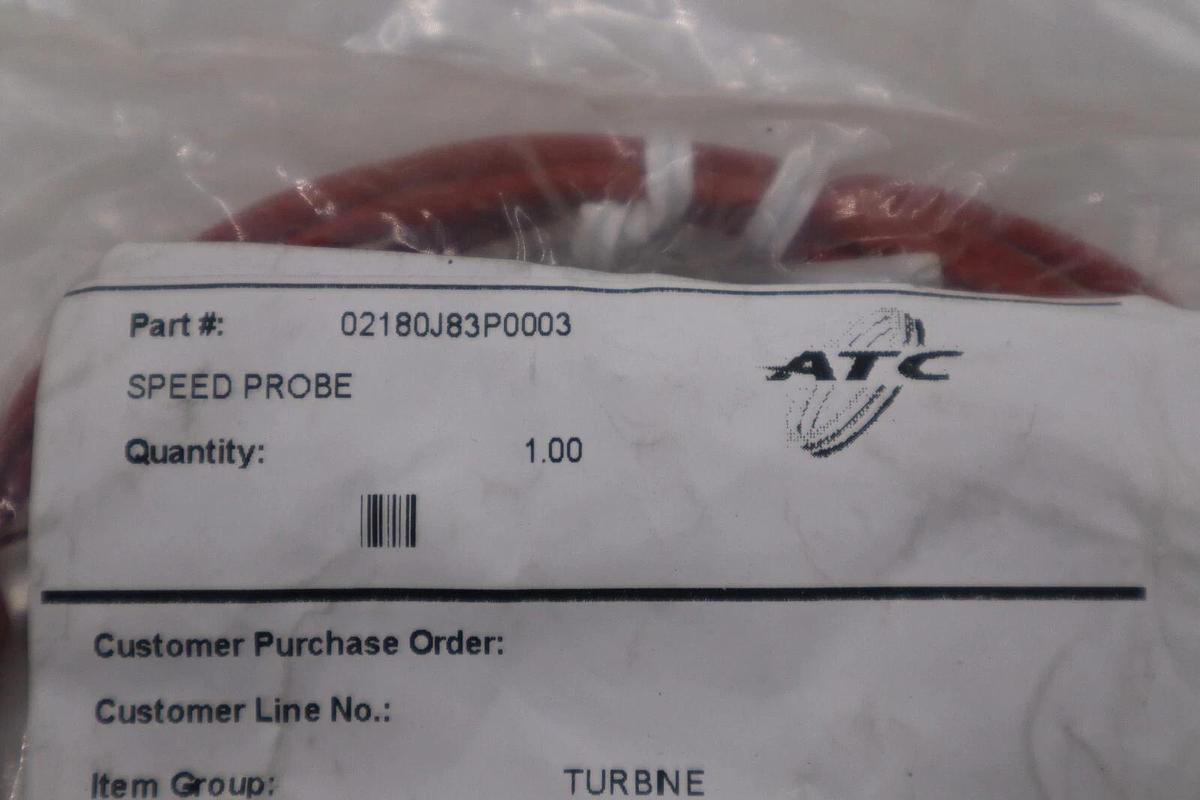 Part #: 02180J83P0003
ATC
SPEED PROBE
Quantity: 1.00
Customer Purchase Order:
Customer Line No.:
Item Group: TURBNE